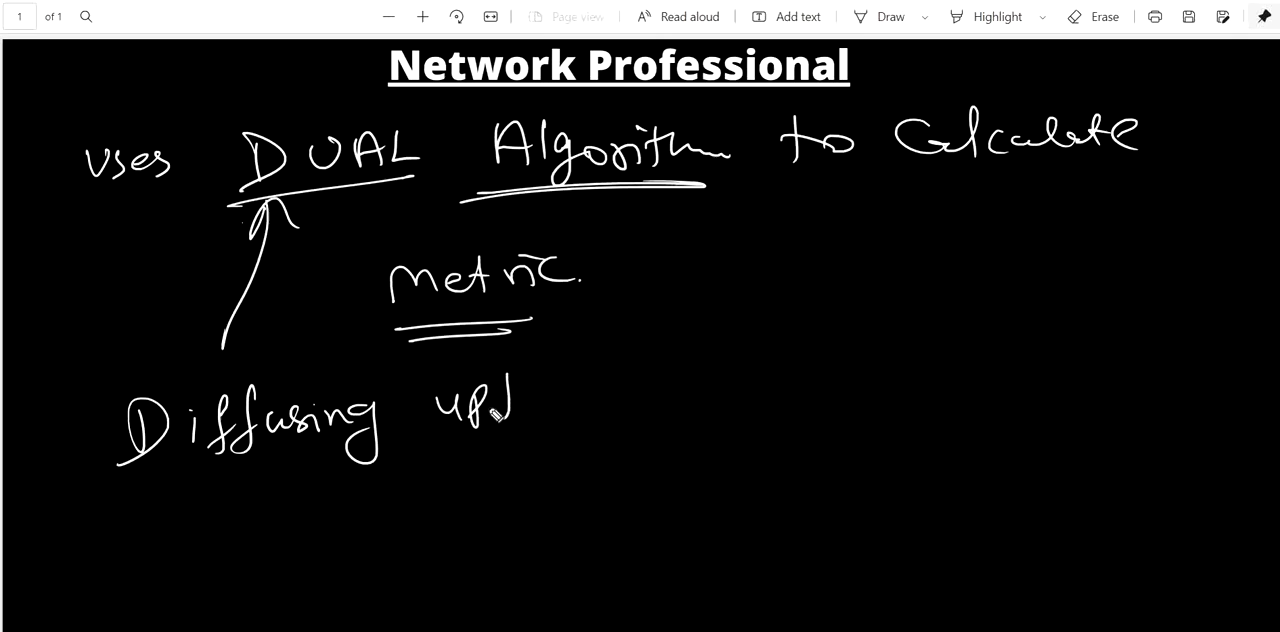 1 of 1 Page view Read aloud Add text Draw Highlight Erase
Network Professional
uses DUAL Algorithm to Calculate
Metric.
Diffusing upd